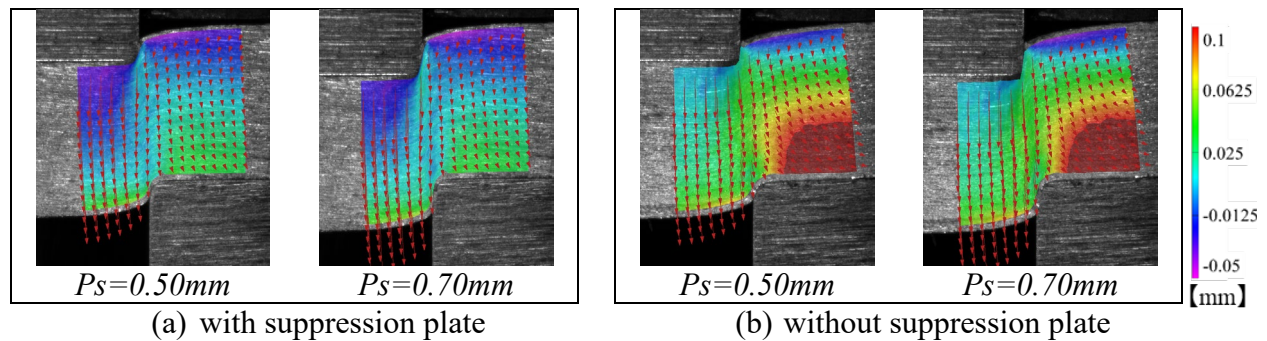 0.1
0.0625
0.025
-0.0125
-0.05
【mm】
Ps=0.50mm
Ps=0.70mm
Ps=0.50mm
Ps=0.70mm
(a) with suppression plate
(b) without suppression plate